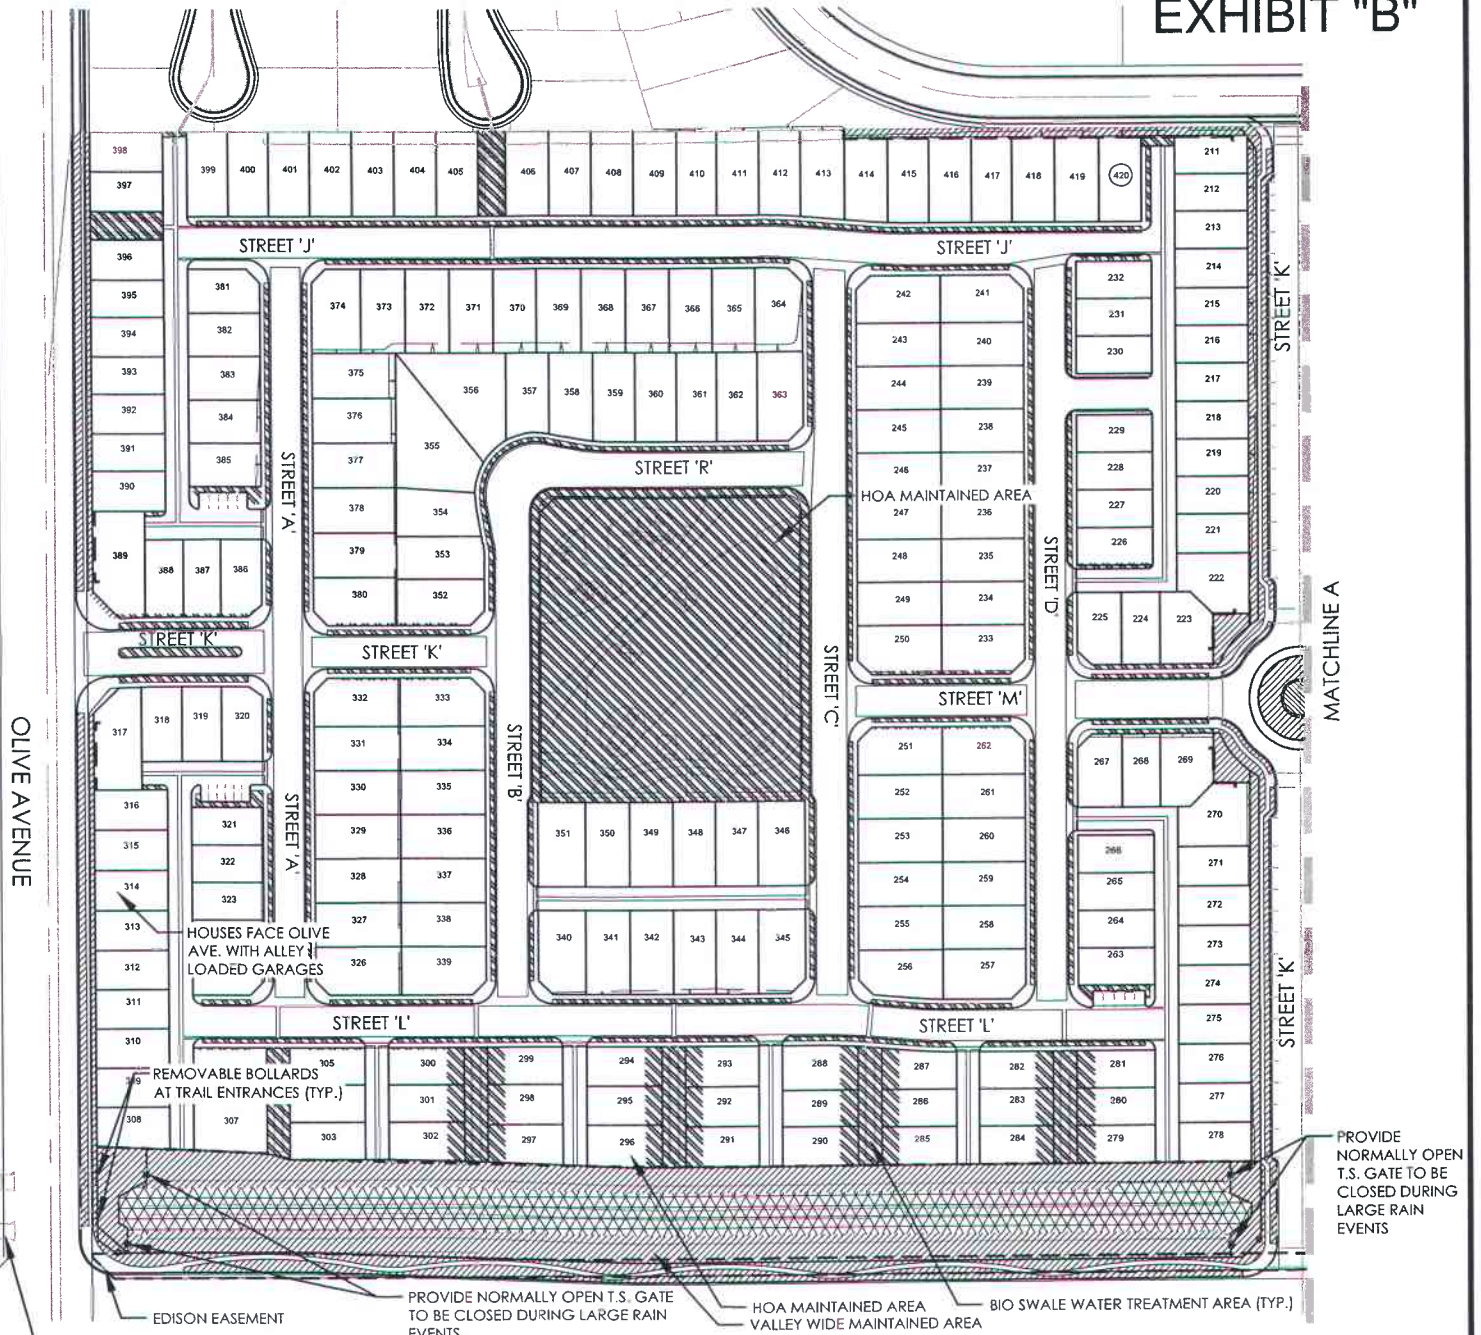 EXHIBIT "B"
398
397
396
395
394
393
392
391
390
389
388 387 386
399 400 401 402 403 404 405 406 407 408 409 410 411 412 413 414 415 416 417 418 419 420
STREET 'J'
STREET 'J'
211
212
213
214
215
216
217
218
219
220
221
222
STREET 'K'
381
382
383
384
385
STREET 'A'
374 373 372 371 370 369 368 367 366 365 364
375
376
377
378
379
380
356 357 358 359 360 361 362 363
355
354
353
352
STREET 'R'
HOA MAINTAINED AREA
242 241
243 240
244 239
245 238
246 237
247 236
248 235
249 234
250 233
232
231
230
229
228
227
226
225 224 223
STREET 'D'
MATCHLINE A
STREET 'K'
STREET 'K'
STREET 'M'
STREET 'C'
STREET 'B'
OLIVE AVENUE
317 318 319 320
316
315
314
313
312
311
310
309
308
321
322
323
STREET 'A'
HOUSES FACE OLIVE
AVE. WITH ALLEY
LOADED GARAGES
332 333
331 334
330 335
329 336
328 337
327 338
326 339
351 350 349 348 347 346
340 341 342 343 344 345
251 262
252 261
253 260
254 259
255 258
256 257
267 268 269
266
265
264
263
270
271
272
273
274
275
276
277
278
STREET 'K'
STREET 'L'
STREET 'L'
REMOVABLE BOLLARDS
AT TRAIL ENTRANCES (TYP.)
305 300 299 294 293 288 287 282 281
301 298 295 292 289 286 283 280
307 303 302 297 296 291 290 285 284 279
PROVIDE
NORMALLY OPEN
T.S. GATE TO BE
CLOSED DURING
LARGE RAIN
EVENTS
EDISON EASEMENT
PROVIDE NORMALLY OPEN T.S. GATE
TO BE CLOSED DURING LARGE RAIN
EVENTS
HOA MAINTAINED AREA
VALLEY WIDE MAINTAINED AREA
BIO SWALE WATER TREATMENT AREA (TYP.)